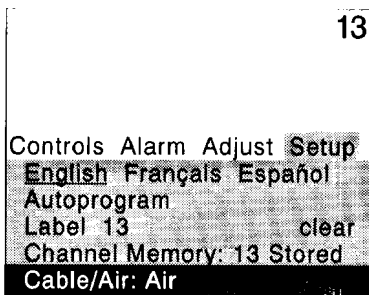 13
Controls Alarm Adjust Setup
English Français Español
Autoprogram
Label 13 clear
Channel Memory: 13 Stored
Cable/Air: Air